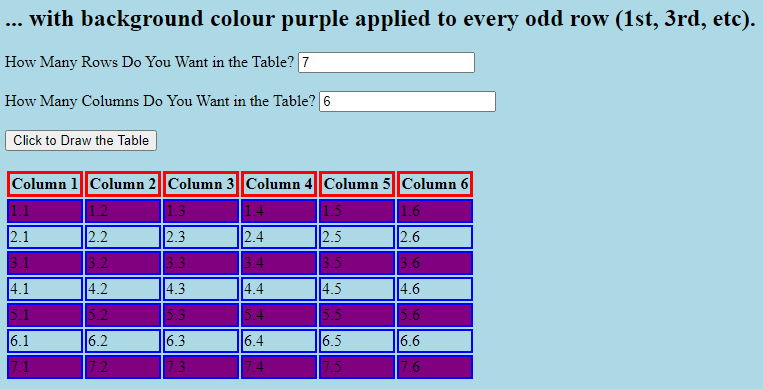 ... with background colour purple applied to every odd row (1st, 3rd, etc).
How Many Rows Do You Want in the Table? 7
How Many Columns Do You Want in the Table? 6
Click to Draw the Table
Column 1 Column 2 Column 3 Column 4 Column 5 Column 6
1.1 1.2 1.3 1.4 1.5 1.6
2.1 2.2 2.3 2.4 2.5 2.6
3.1 3.2 3.3 3.4 3.5 3.6
4.1 4.2 4.3 4.4 4.5 4.6
5.1 5.2 5.3 5.4 5.5 5.6
6.1 6.2 6.3 6.4 6.5 6.6
7.1 7.2 7.3 7.4 7.5 7.6